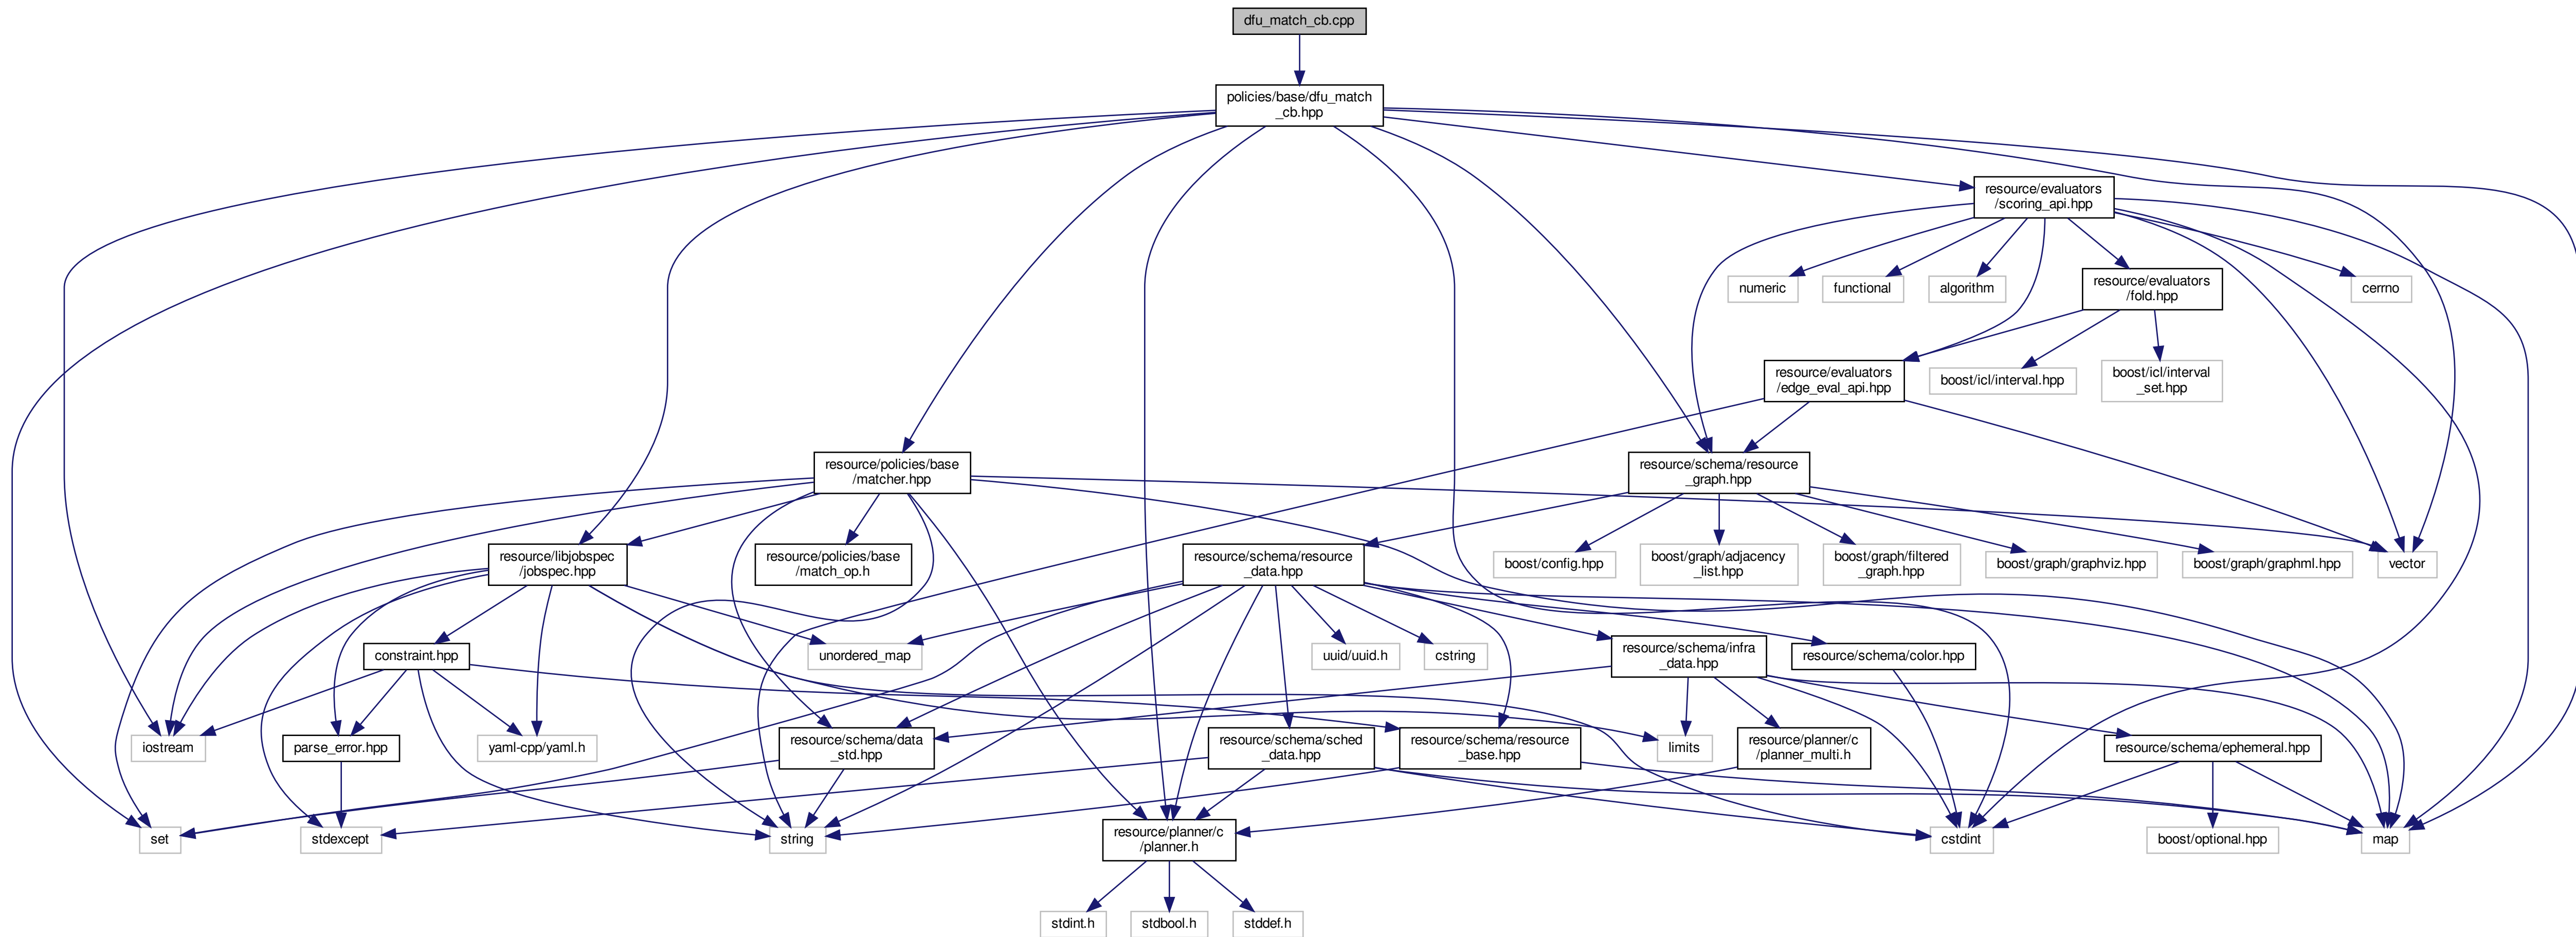 dfu_match_cb.cpp
policies/base/dfu_match
_cb.hpp
resource/evaluators
/scoring_api.hpp
numeric
functional
algorithm
resource/evaluators
/fold.hpp
cerrno
resource/evaluators
/edge_eval_api.hpp
boost/icl/interval.hpp
boost/icl/interval
_set.hpp
resource/policies/base
/matcher.hpp
resource/schema/resource
_graph.hpp
resource/libjobspec
/jobspec.hpp
resource/policies/base
/match_op.h
resource/schema/resource
_data.hpp
boost/config.hpp
boost/graph/adjacency
_list.hpp
boost/graph/filtered
_graph.hpp
boost/graph/graphviz.hpp
boost/graph/graphml.hpp
vector
constraint.hpp
unordered_map
uuid/uuid.h
cstring
resource/schema/infra
_data.hpp
resource/schema/color.hpp
iostream
parse_error.hpp
yaml-cpp/yaml.h
resource/schema/data
_std.hpp
resource/schema/sched
_data.hpp
resource/schema/resource
_base.hpp
limits
resource/planner/c
/planner_multi.h
resource/schema/ephemeral.hpp
set
stdexcept
string
resource/planner/c
/planner.h
cstdint
boost/optional.hpp
map
stdint.h
stdbool.h
stddef.h